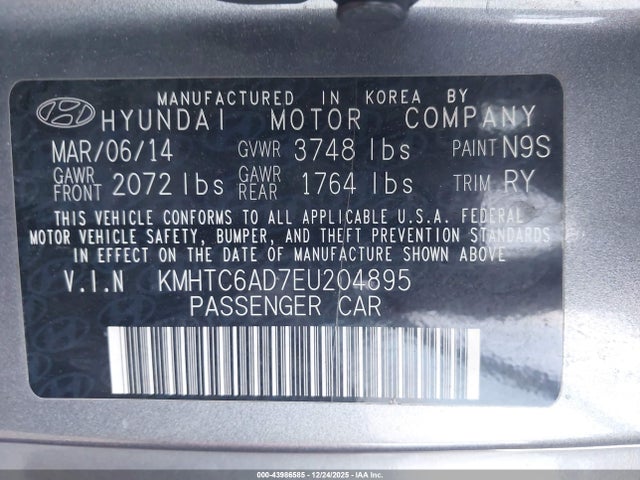 MANUFACTURED IN KOREA BY
HYUNDAI MOTOR COMPANY
MAR/06/14 GVWR 3748 lbs PAINT N9S
GAWR FRONT 2072 lbs GAWR REAR 1764 lbs TRIM RY
THIS VEHICLE CONFORMS TO ALL APPLICABLE U.S.A. FEDERAL
MOTOR VEHICLE SAFETY, BUMPER, AND THEFT PREVENTION STANDARDS
IN EFFECT ON THE DATE OF MANUFACTURE SHOWN ABOVE
V.I.N KMHTC6AD7EU204895
PASSENGER CAR
000-43986585 - 12/24/2025 - IAAC